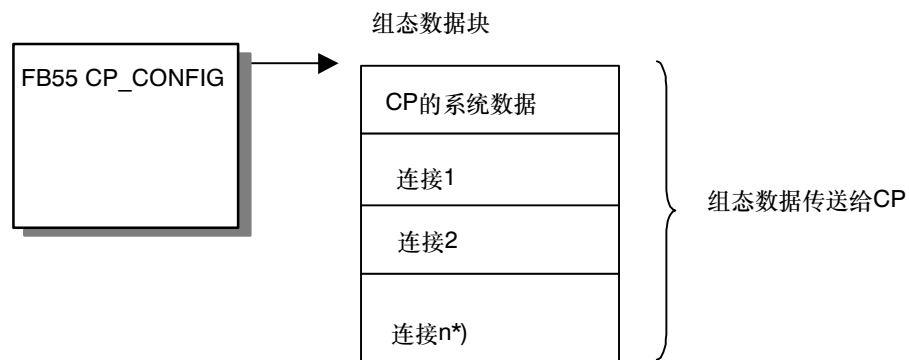 组态数据块
FB55 CP_CONFIG
CP的系统数据
连接1
组态数据传送给CP
连接2
连接n*)